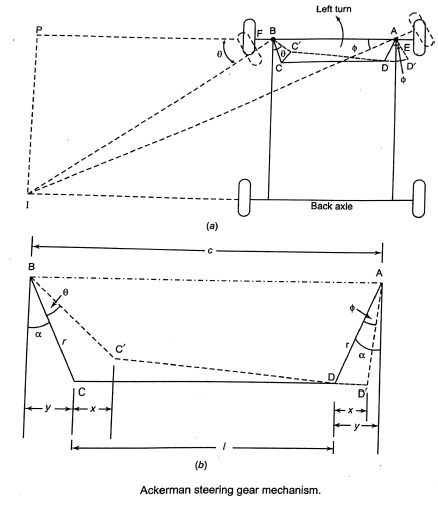 Left turn
P
F
B
A
E
θ
C'
θ
ϕ
C
D
D'
ϕ
I
Back axle
(a)
c
B
A
θ
ϕ
α
r
C'
r
α
C
D
D'
y
x
x
y
l
(b)
Ackerman steering gear mechanism.